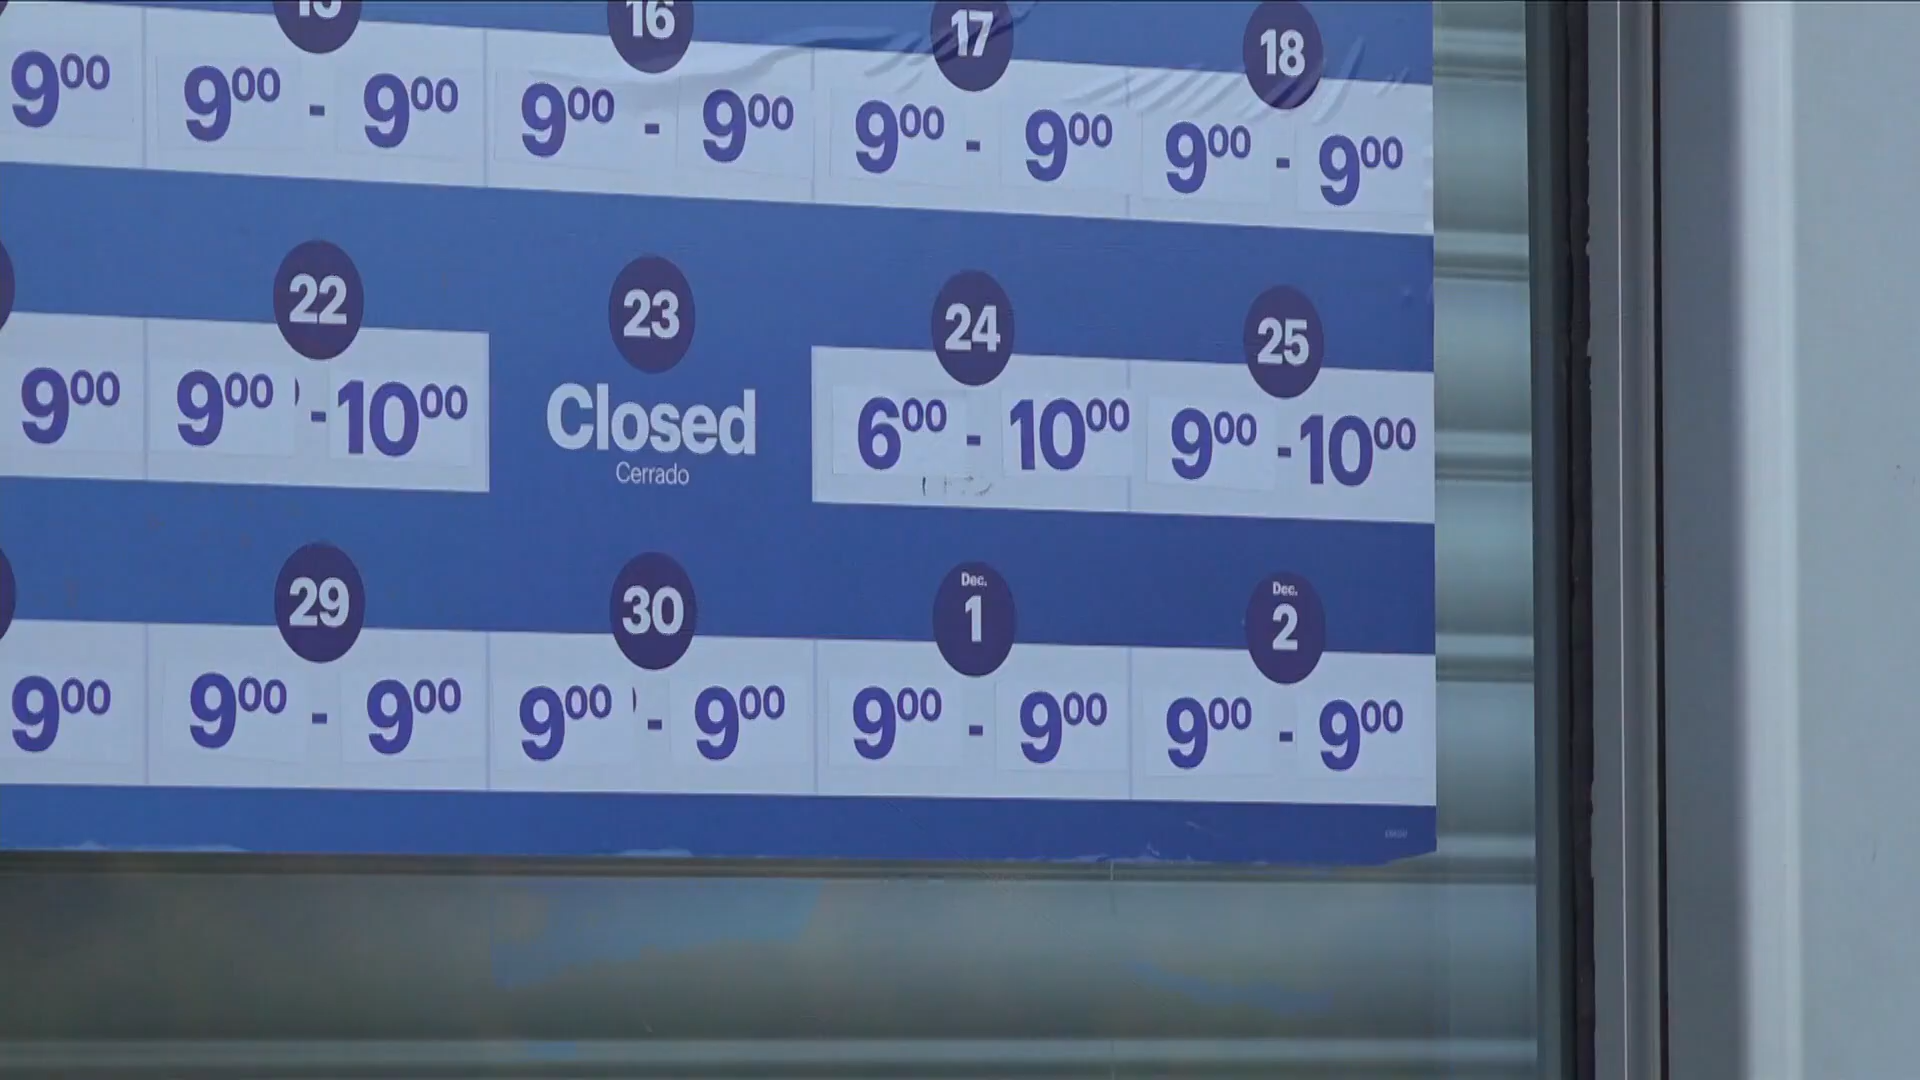 15 16 17 18
9⁰⁰ 9⁰⁰ - 9⁰⁰ 9⁰⁰ - 9⁰⁰ 9⁰⁰ - 9⁰⁰ 9⁰⁰ - 9⁰⁰
22 23 24 25
9⁰⁰ 9⁰⁰ - 10⁰⁰ Closed 6⁰⁰ - 10⁰⁰ 9⁰⁰ - 10⁰⁰
Cerrado
Dec. Dec.
29 30 1 2
9⁰⁰ 9⁰⁰ - 9⁰⁰ 9⁰⁰ - 9⁰⁰ 9⁰⁰ - 9⁰⁰ 9⁰⁰ - 9⁰⁰